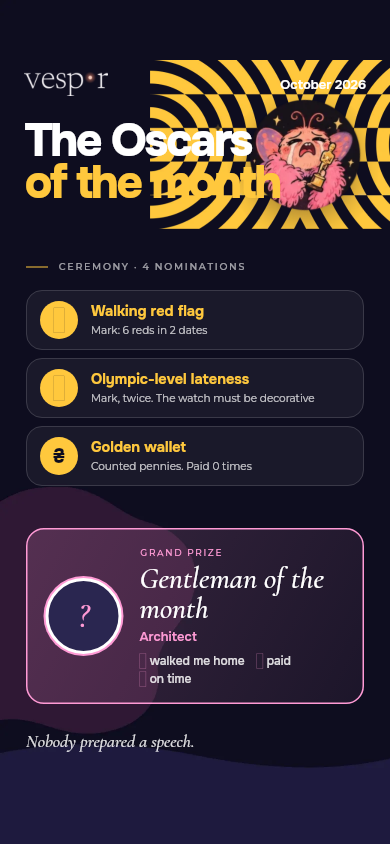 vespr
October 2026
The Oscars
of the month
CEREMONY · 4 NOMINATIONS
Walking red flag
Mark: 6 reds in 2 dates
Olympic-level lateness
Mark, twice. The watch must be decorative
₴
Golden wallet
Counted pennies. Paid 0 times
GRAND PRIZE
?
Gentleman of the
month
Architect
walked me home paid
on time
Nobody prepared a speech.